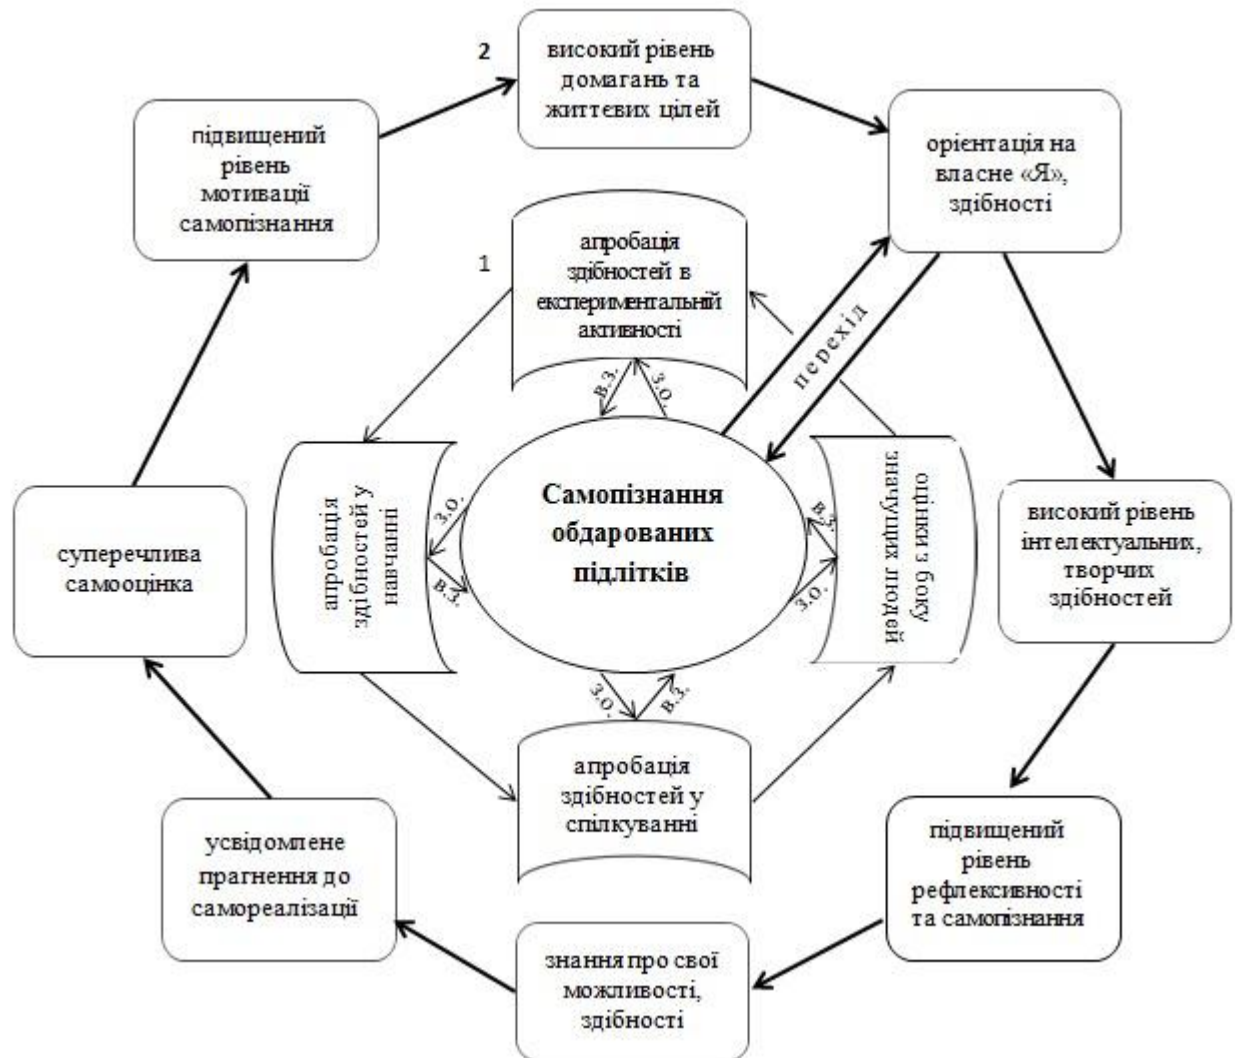 2
високий рівень
домагань та
життєвих цілей
підвищений
рівень
мотивації
самопізнання
орієнтація на
власне «Я»,
здібності
1
апробація
здібностей в
експериментальній
активності
перехід
в.з.
з.о.
суперечлива
самооцінка
апробація
здібностей у
навчанні
з.о.
в.з.
Самопізнання
обдарованих
підлітків
в.з.
з.о.
оцінки з боку
значущих людей
високий рівень
інтелектуальних,
творчих
здібностей
з.о.
в.з.
апробація
здібностей у
спілкуванні
усвідомлене
прагнення до
самореалізації
підвищений
рівень
рефлексивності
та самопізнання
знання про свої
можливості,
здібності